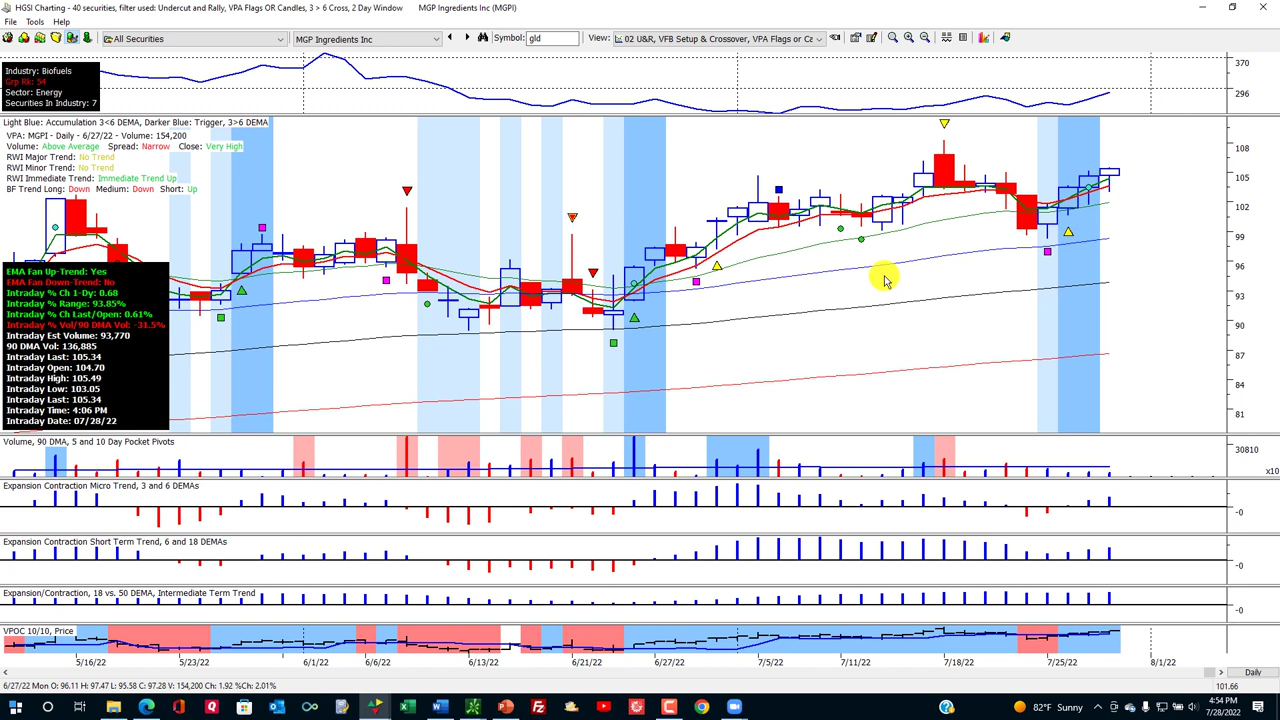 HGSI Charting - 40 securities, filter used: Undercut and Rally, VPA Flags OR Candles, 3 > 6 Cross, 2 Day Window MGP Ingredients Inc (MGPI)
File Tools Help
All Securities MGP Ingredients Inc Symbol: gld View: 02 U&R, VFB Setup & Crossover, VPA Flags or Ca
Industry: Biofuels
Grp Rk: 54
Sector: Energy
Securities In Industry: 7
370
296
Light Blue: Accumulation 3<6 DEMA, Darker Blue: Trigger, 3>6 DEMA
VPA: MGPI - Daily - 6/27/22 - Volume: 154,200
Volume: Above Average Spread: Narrow Close: Very High
RWI Major Trend: No Trend
RWI Minor Trend: No Trend
RWI Immediate Trend: Immediate Trend Up
BF Trend Long: Down Medium: Down Short: Up
108
105
102
99
96
93
90
87
84
81
EMA Fan Up-Trend: Yes
EMA Fan Down-Trend: No
Intraday % Ch 1-Dy: 0.68
Intraday % Range: 93.85%
Intraday % Ch Last/Open: 0.61%
Intraday % Vol/90 DMA Vol: -31.5%
Intraday Est Volume: 93,770
90 DMA Vol: 136,885
Intraday Last: 105.34
Intraday Open: 104.70
Intraday High: 105.49
Intraday Low: 103.05
Intraday Last: 105.34
Intraday Time: 4:06 PM
Intraday Date: 07/28/22
Volume, 90 DMA, 5 and 10 Day Pocket Pivots
30810
x10
Expansion Contraction Micro Trend, 3 and 6 DEMAs
-0
Expansion Contraction Short Term Trend, 6 and 18 DEMAs
-0
Expansion/Contraction, 18 vs. 50 DEMA, Intermediate Term Trend
-0
VPOC 10/10, Price
5/16/22 5/23/22 6/1/22 6/6/22 6/13/22 6/21/22 6/27/22 7/5/22 7/11/22 7/18/22 7/25/22 8/1/22
Daily
6/27/22 Mon O: 96.11 H: 97.47 L: 95.58 C: 97.28 V: 154,200 Ch: 1.92 %Ch: 2.01%
101.66
82°F Sunny
4:54 PM
7/28/2022